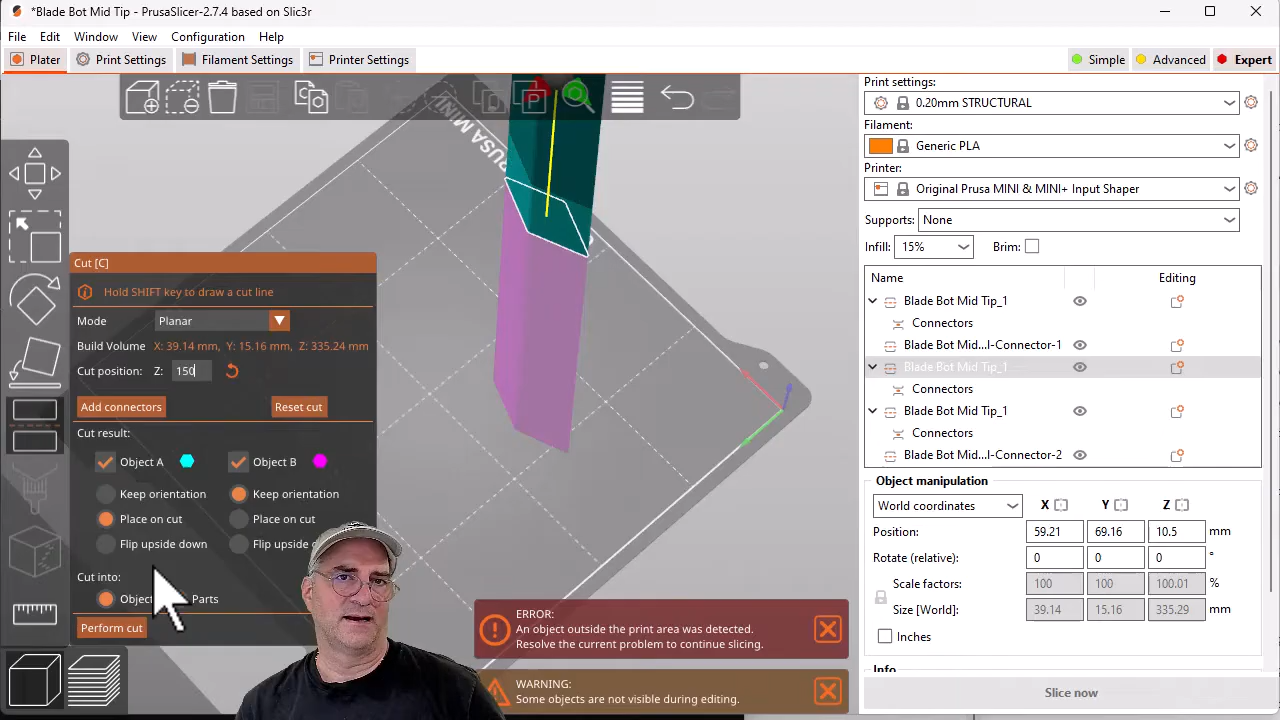 *Blade Bot Mid Tip - PrusaSlicer-2.7.4 based on Slic3r
File Edit Window View Configuration Help
Plater Print Settings Filament Settings Printer Settings Simple Advanced Expert
Print settings:
0.20mm STRUCTURAL
Filament:
Generic PLA
Printer:
Original Prusa MINI & MINI+ Input Shaper
Supports: None
Infill: 15% Brim:
Name Editing
Blade Bot Mid Tip_1
Connectors
Blade Bot Mid...l-Connector-1
Blade Bot Mid Tip_1
Connectors
Blade Bot Mid Tip_1
Connectors
Blade Bot Mid...l-Connector-2
Object manipulation
World coordinates X Y Z
Position: 59.21 69.16 10.5 mm
Rotate (relative): 0 0 0 °
Scale factors: 100 100 100.01 %
Size [World]: 39.14 15.16 335.29 mm
Inches
Info
Slice now
Cut [C]
Hold SHIFT key to draw a cut line
Mode Planar
Build Volume X: 39.14 mm, Y: 15.16 mm, Z: 335.24 mm
Cut position: Z: 150
Add connectors Reset cut
Cut result:
Object A Object B
Keep orientation Keep orientation
Place on cut Place on cut
Flip upside down Flip upside
Cut into:
Parts
Perform cut
ERROR:
An object outside the print area was detected.
Resolve the current problem to continue slicing.
WARNING:
Some objects are not visible during editing.
MINI